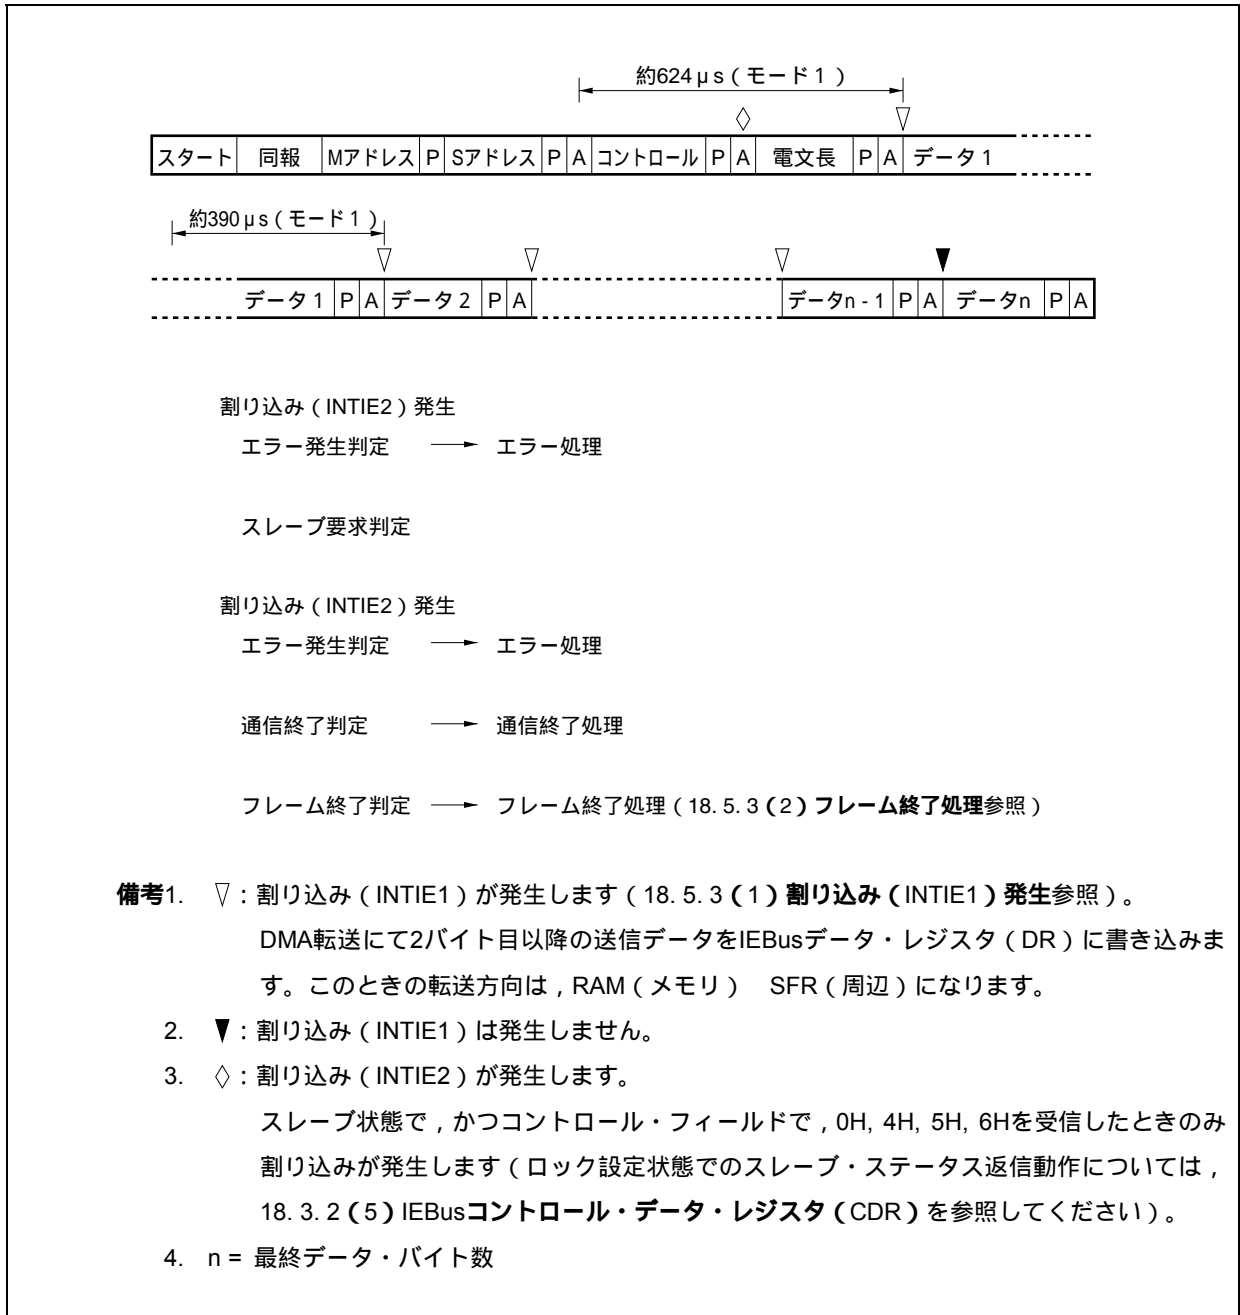 約624μs（モード1）
スタート 同報 Mアドレス P Sアドレス P A コントロール P A 電文長 P A データ1
約390μs（モード1）
データ1 P A データ2 P A データn - 1 P A データn P A
割り込み（INTIE2）発生
エラー発生判定 → エラー処理
スレーブ要求判定
割り込み（INTIE2）発生
エラー発生判定 → エラー処理
通信終了判定 → 通信終了処理
フレーム終了判定 → フレーム終了処理（18. 5. 3（2）フレーム終了処理参照）
備考1. ▽：割り込み（INTIE1）が発生します（18. 5. 3（1）割り込み（INTIE1）発生参照）。
DMA転送にて2バイト目以降の送信データをIEBusデータ・レジスタ（DR）に書き込みま
す。このときの転送方向は，RAM（メモリ）　SFR（周辺）になります。
2. ▼：割り込み（INTIE1）は発生しません。
3. ◇：割り込み（INTIE2）が発生します。
スレーブ状態で，かつコントロール・フィールドで，0H, 4H, 5H, 6Hを受信したときのみ
割り込みが発生します（ロック設定状態でのスレーブ・ステータス返信動作については，
18. 3. 2（5）IEBusコントロール・データ・レジスタ（CDR）を参照してください）。
4. n = 最終データ・バイト数